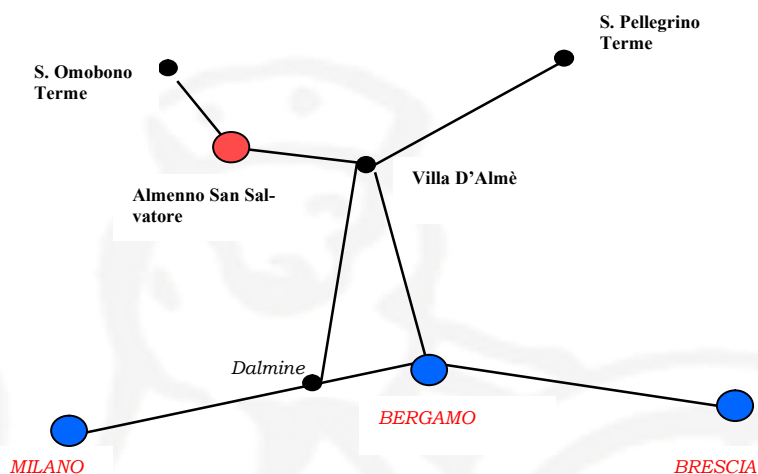 S. Pellegrino
Terme
S. Omobono
Terme
Villa D'Almè
Almenno San Sal-
vatore
Dalmine
BERGAMO
MILANO
BRESCIA